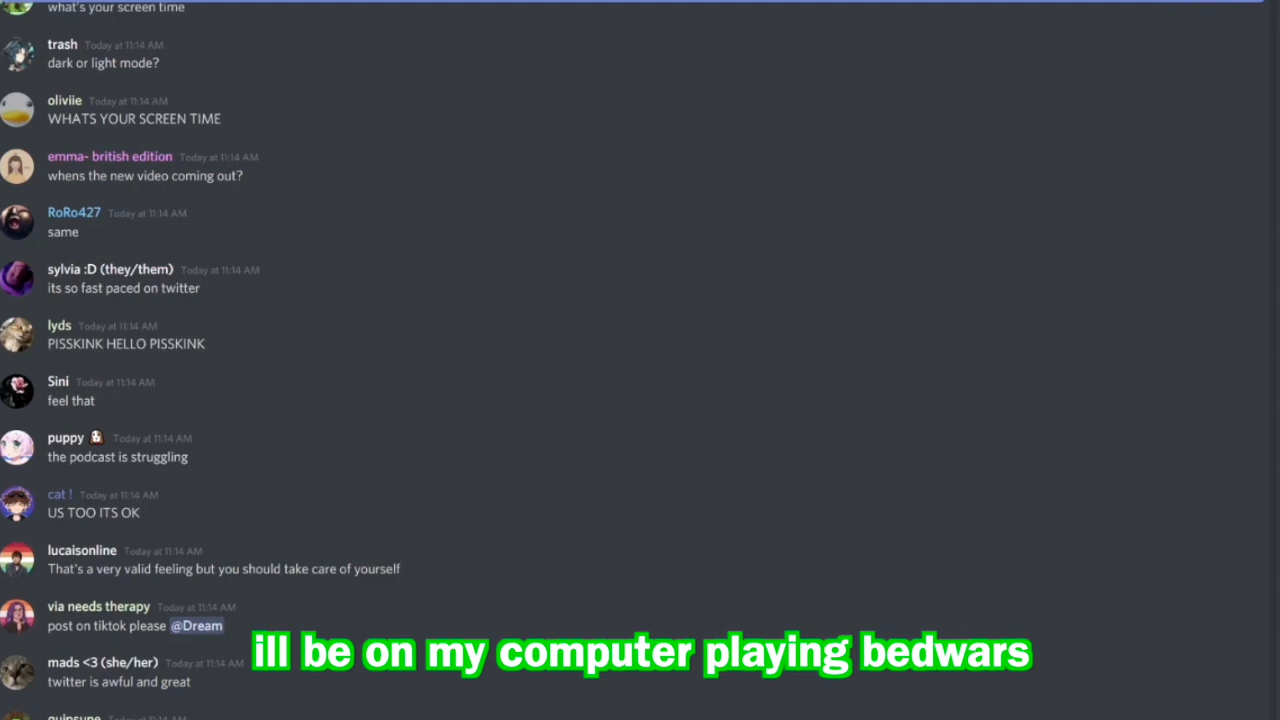 what's your screen time
trash Today at 11:14 AM
dark or light mode?
oliviie Today at 11:14 AM
WHATS YOUR SCREEN TIME
emma- british edition Today at 11:14 AM
whens the new video coming out?
RoRo427 Today at 11:14 AM
same
sylvia :D (they/them) Today at 11:14 AM
its so fast paced on twitter
lyds Today at 11:14 AM
PISSKINK HELLO PISSKINK
Sini Today at 11:14 AM
feel that
puppy Today at 11:14 AM
the podcast is struggling
cat ! Today at 11:14 AM
US TOO ITS OK
lucaisonline Today at 11:14 AM
That's a very valid feeling but you should take care of yourself
via needs therapy Today at 11:14 AM
post on tiktok please @Dream
ill be on my computer playing bedwars
mads <3 (she/her) Today at 11:14 AM
twitter is awful and great